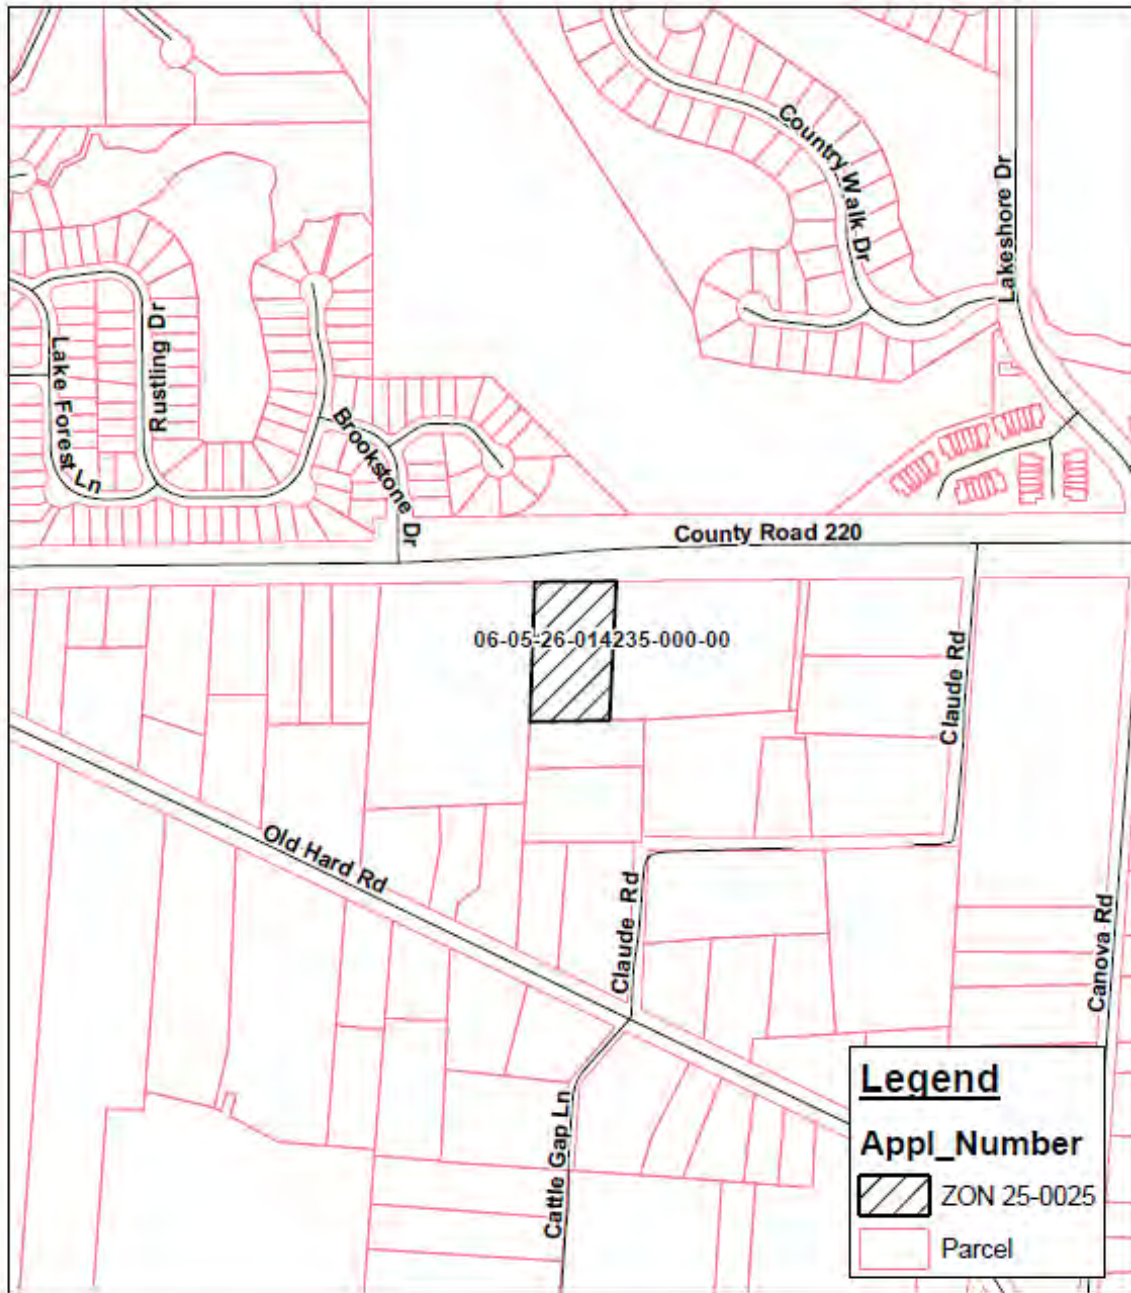 Country Walk Dr
Lakeshore Dr
Rustling Dr
Lake Forest Ln
Brookstone Dr
County Road 220
06-05-26-014235-000-00
Claude Rd
Old Hard Rd
Claude Rd
Canova Rd
Cattle Gap Ln
Legend
Appl_Number
ZON 25-0025
Parcel